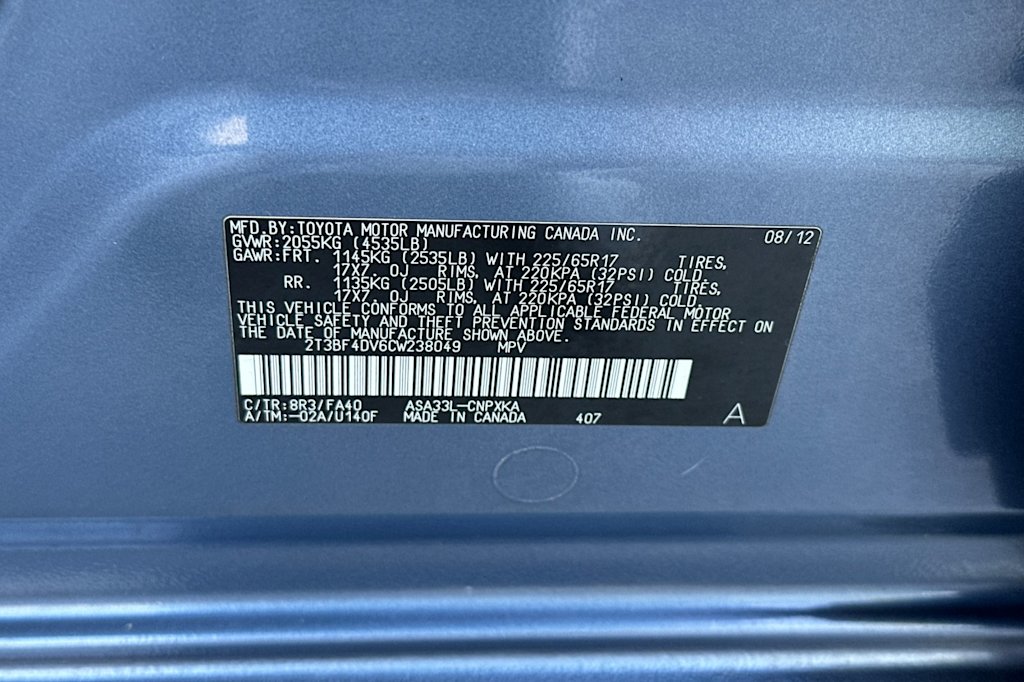 MFD.BY:TOYOTA MOTOR MANUFACTURING CANADA INC. 08/12
GVWR:2055KG (4535LB)
GAWR:FRT. 1145KG (2535LB) WITH 225/65R17 TIRES,
17X7. 0J RIMS, AT 220KPA (32PSI) COLD.
RR. 1135KG (2505LB) WITH 225/65R17 TIRES,
17X7. 0J RIMS, AT 220KPA (32PSI) COLD.
THIS VEHICLE CONFORMS TO ALL APPLICABLE FEDERAL MOTOR
VEHICLE SAFETY AND THEFT PREVENTION STANDARDS IN EFFECT ON
THE DATE OF MANUFACTURE SHOWN ABOVE.
2T3BF4DV6CW238049 MPV
C/TR:8R3/FA40 ASA33L-CNPXKA
A/TM:-02A/U140F MADE IN CANADA 407 A